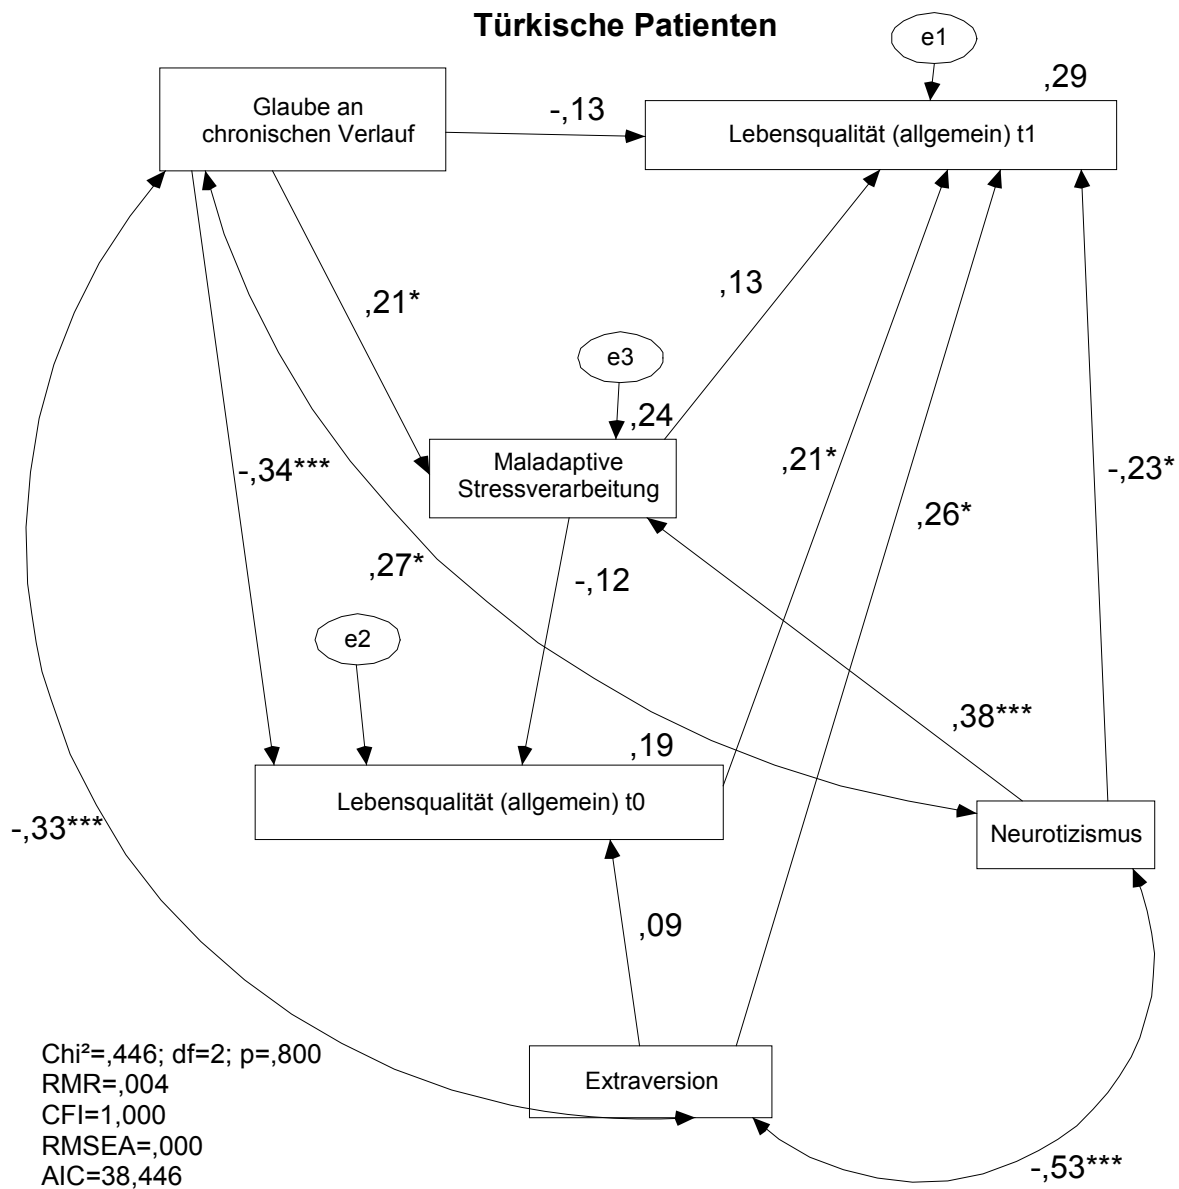 Türkische Patienten
e1
Glaube an
chronischen Verlauf
-,13
,29
Lebensqualität (allgemein) t1
,21*
,13
e3
,24
Maladaptive
Stressverarbeitung
-,34***
,21*
-,23*
,26*
,27*
-,12
e2
,38***
,19
Lebensqualität (allgemein) t0
-,33***
Neurotizismus
,09
Extraversion
-,53***
Chi²=,446; df=2; p=,800
RMR=,004
CFI=1,000
RMSEA=,000
AIC=38,446